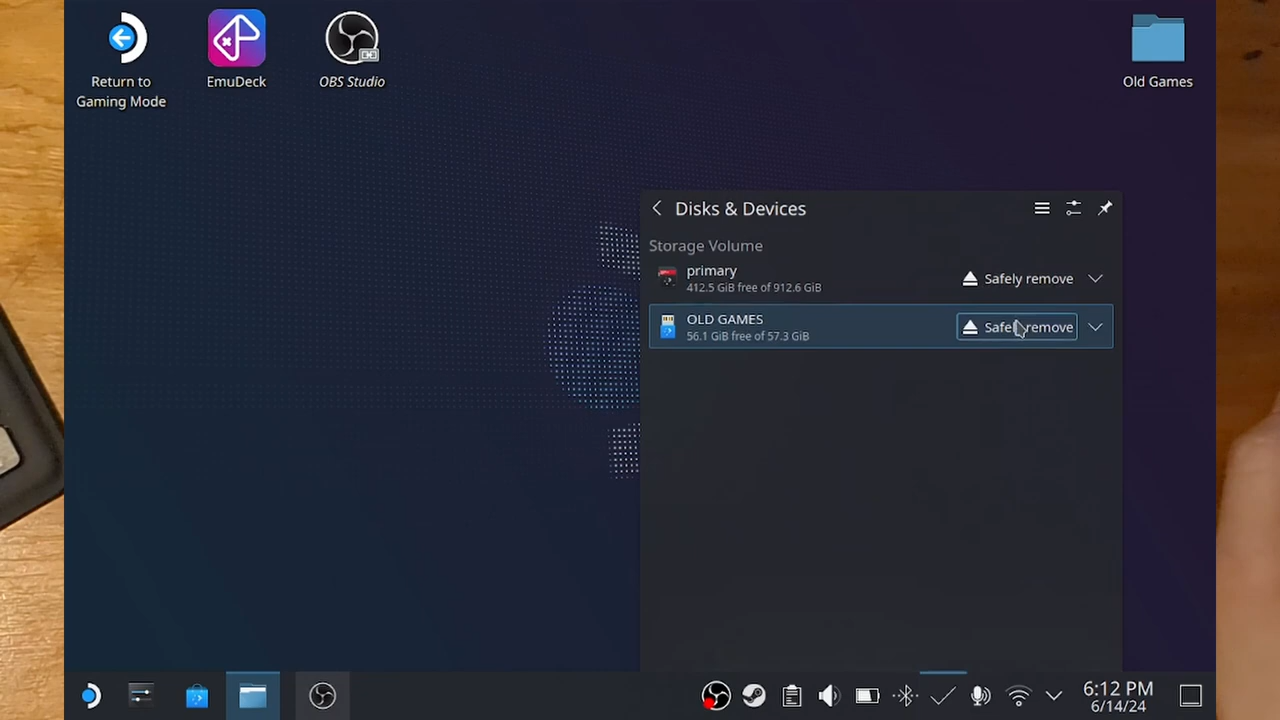 Return to
Gaming Mode
EmuDeck
OBS Studio
Old Games
Disks & Devices
Storage Volume
primary
412.5 GiB free of 912.6 GiB
Safely remove
OLD GAMES
56.1 GiB free of 57.3 GiB
Safely remove
6:12 PM
6/14/24